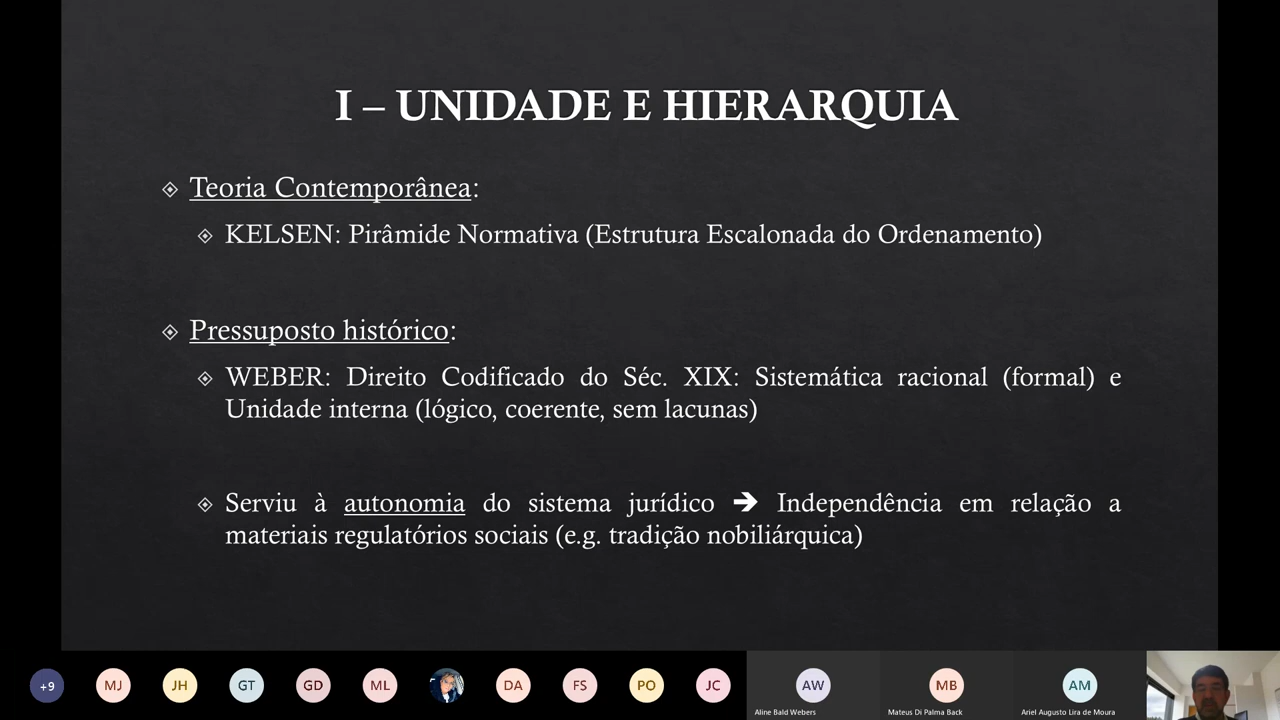 I – UNIDADE E HIERARQUIA
Teoria Contemporânea:
KELSEN: Pirâmide Normativa (Estrutura Escalonada do Ordenamento)
Pressuposto histórico:
WEBER: Direito Codificado do Séc. XIX: Sistemática racional (formal) e
Unidade interna (lógico, coerente, sem lacunas)
Serviu à autonomia do sistema jurídico 🡺 Independência em relação a
materiais regulatórios sociais (e.g. tradição nobiliárquica)
+9 MJ JH GT GD ML DA FS PO JC AW MB AM
Aline Bald Webers Mateus Di Palma Back Ariel Augusto Lira de Moura